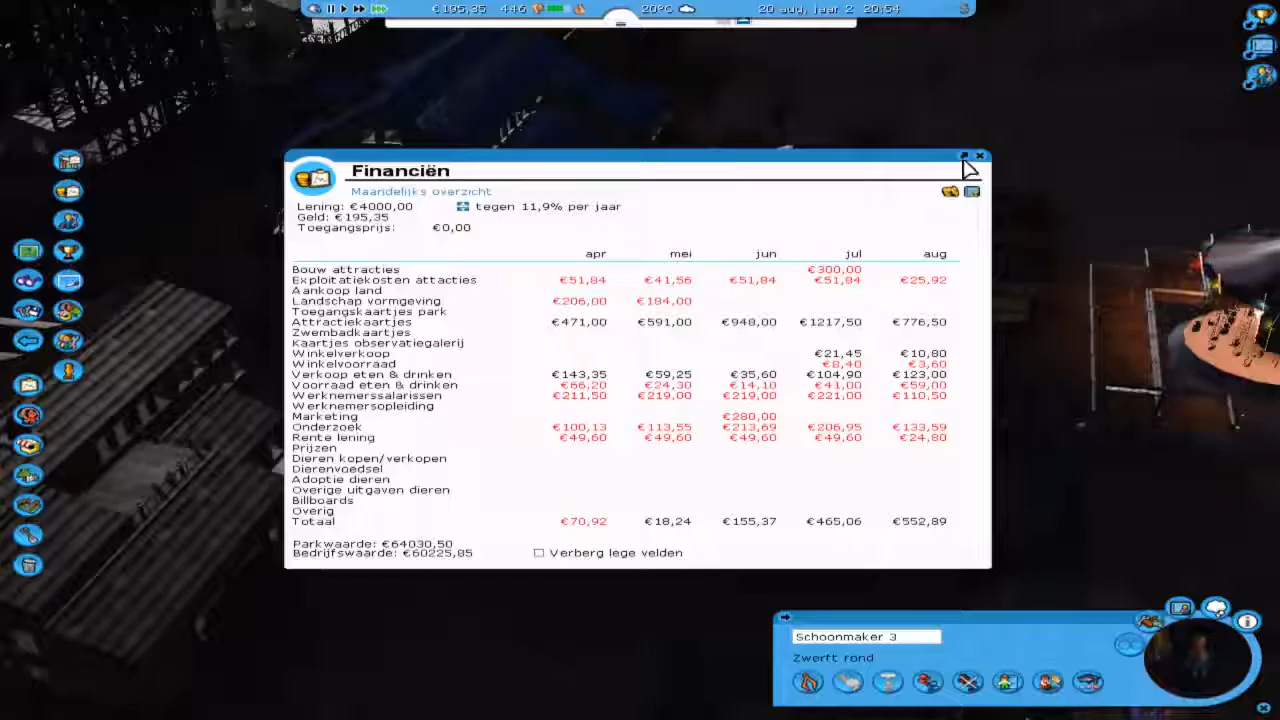 €195,35 446 20°C 20 aug, jaar 2 20:54
Financiën
Maandelijks overzicht
Lening: €4000,00 tegen 11,9% per jaar
Geld: €195,35
Toegangsprijs: €0,00
apr mei jun jul aug
Bouw attracties €300,00
Exploitatiekosten attracties €51,84 €41,56 €51,84 €51,84 €25,92
Aankoop land
Landschap vormgeving €206,00 €184,00
Toegangskaartjes park
Attractiekaartjes €471,00 €591,00 €948,00 €1217,50 €776,50
Zwembadkaartjes
Kaartjes observatiegalerij
Winkelverkoop €21,45 €10,80
Winkelvoorraad €8,40 €3,60
Verkoop eten & drinken €143,35 €59,25 €35,60 €104,90 €123,00
Voorraad eten & drinken €66,20 €24,30 €14,10 €41,00 €59,00
Werknemerssalarissen €211,50 €219,00 €219,00 €221,00 €110,50
Werknemersopleiding
Marketing €280,00
Onderzoek €100,13 €113,55 €213,69 €206,95 €133,59
Rente lening €49,60 €49,60 €49,60 €49,60 €24,80
Prijzen
Dieren kopen/verkopen
Dierenvoedsel
Adoptie dieren
Overige uitgaven dieren
Billboards
Overig
Totaal €70,92 €18,24 €155,37 €465,06 €552,89
Parkwaarde: €64030,50
Bedrijfswaarde: €60225,85 Verberg lege velden
Schoonmaker 3
Zwerft rond